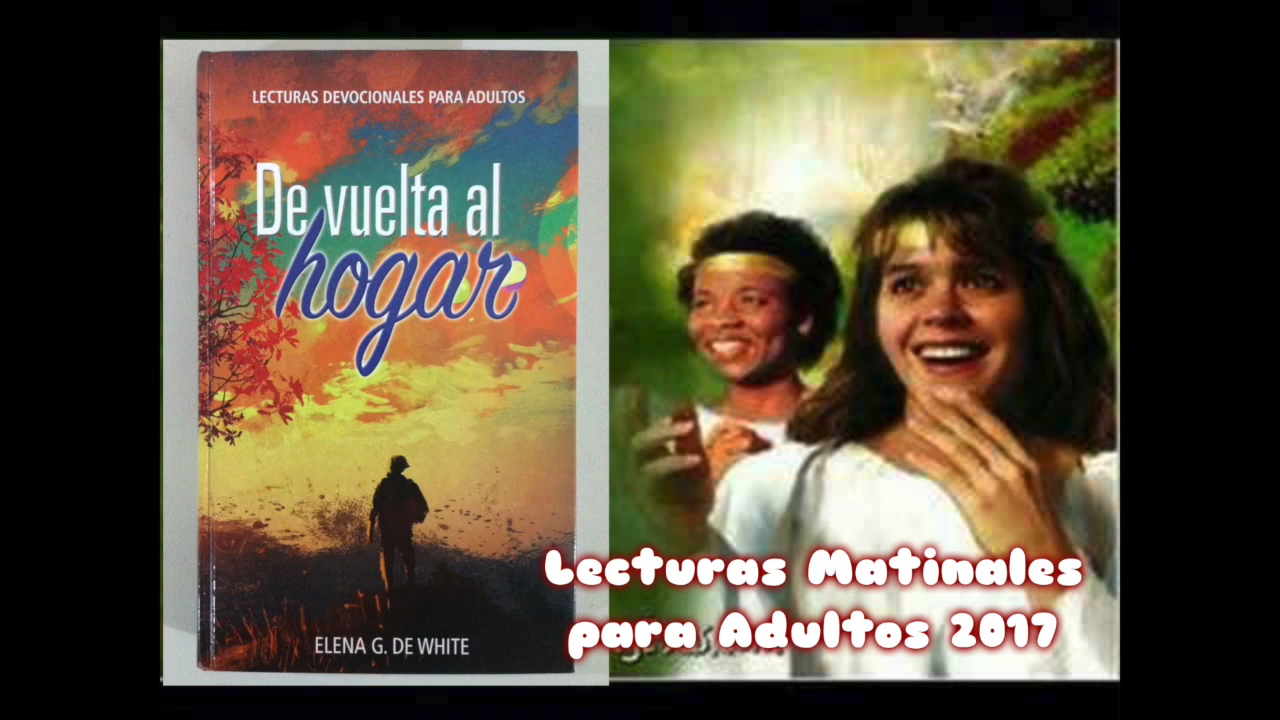 LECTURAS DEVOCIONALES PARA ADULTOS
De vuelta al
hogar
ELENA G. DE WHITE
Lecturas Matinales
para Adultos 2017